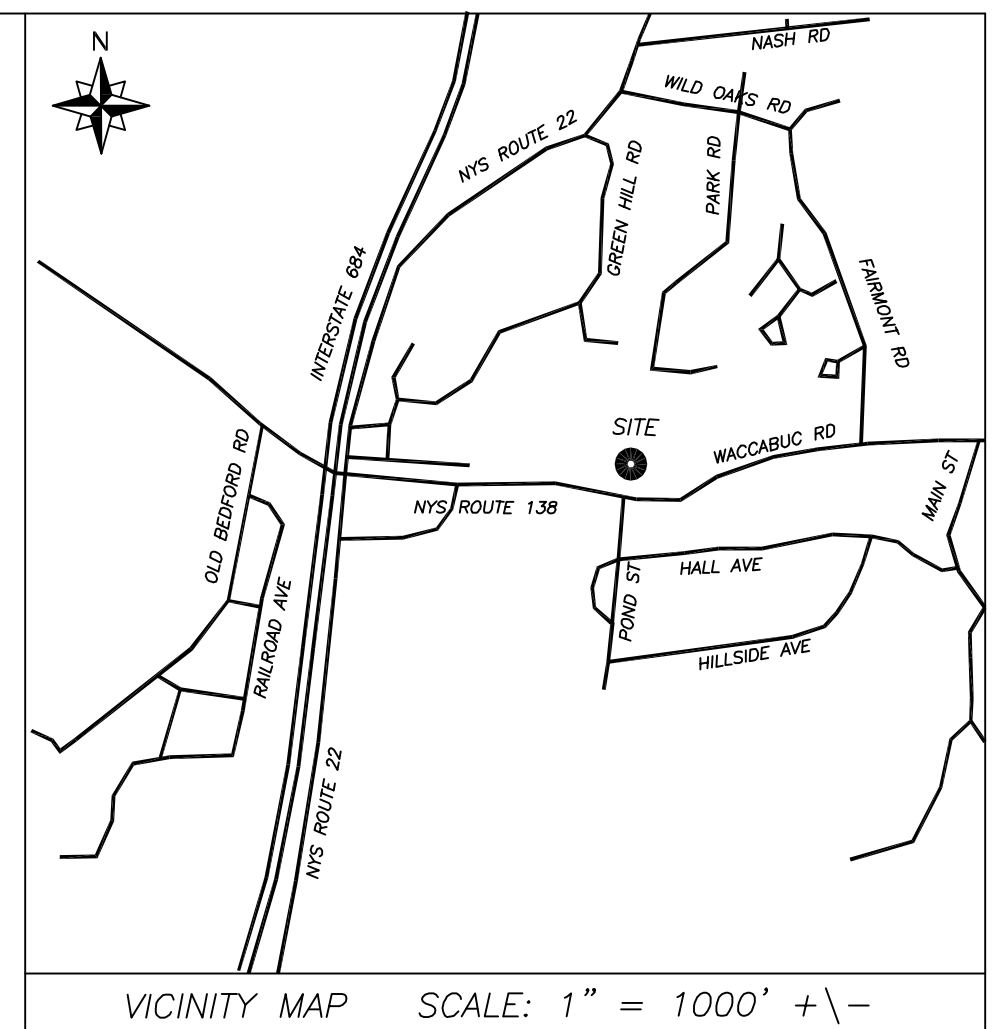 N
NASH RD
WILD OAKS RD
NYS ROUTE 22
GREEN HILL RD
PARK RD
INTERSTATE 684
FAIRMONT RD
SITE
WACCABUC RD
OLD BEDFORD RD
MAIN ST
NYS ROUTE 138
HALL AVE
POND ST
RAILROAD AVE
HILLSIDE AVE
NYS ROUTE 22
VICINITY MAP SCALE: 1" = 1000' +\-